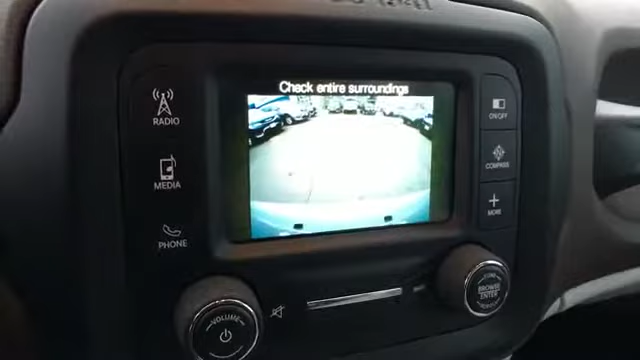 Check entire surroundings
RADIO
MEDIA
PHONE
ON/OFF
COMPASS
MORE
VOLUME
BROWSE
ENTER